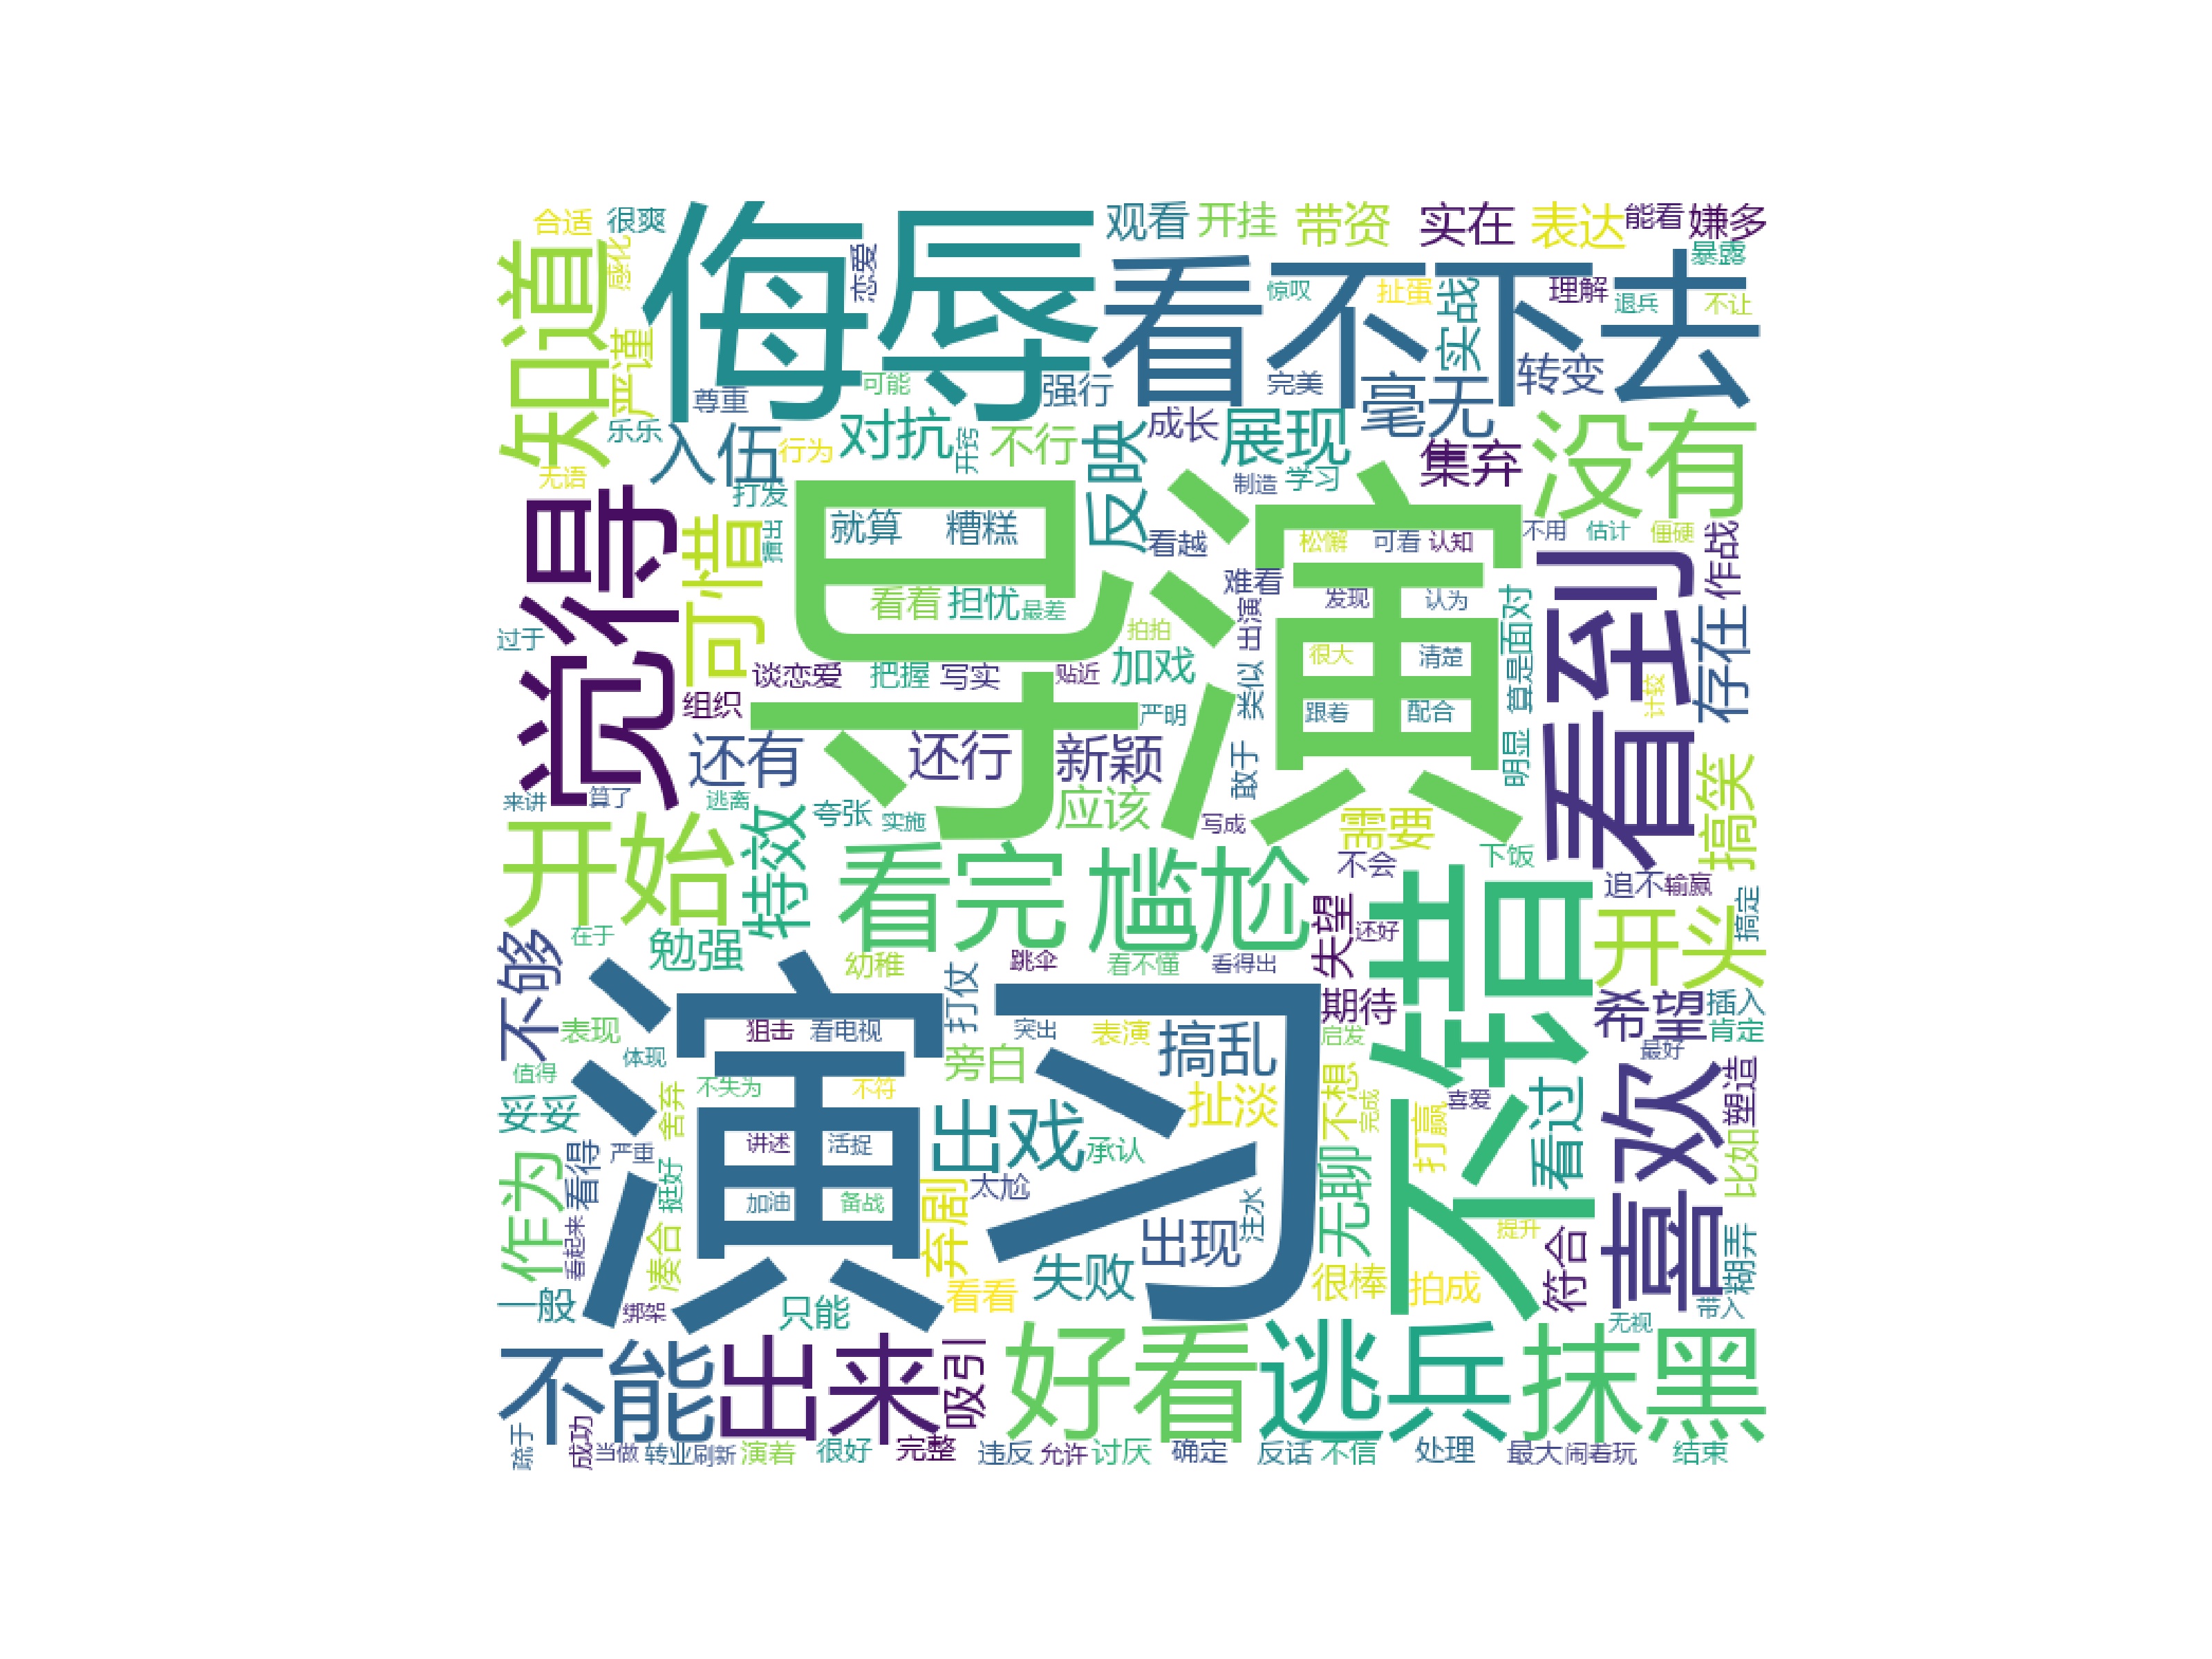 合适
很爽
感化
恋爱
侮辱
观看
开挂
带资
实在
表达
能看
嫌多
暴露
知道
严谨
看不下去
惊叹
扯蛋
实战
理解
退兵
不让
尊重
可能
强行
完美
毫无
转变
乐乐
入伍
行为
对抗
不行
反映
成长
展现
集弃
没有
无语
打发
制造
学习
觉得
可惜
就算
糟糕
导演
看越
松懈
可看
认知
不用
估计
僵硬
作战
看到
看着
担忧
最差
难看
发现
认为
面对
存在
过于
拍拍
出演
很大
清楚
算是
谈恋爱
把握
写实
贴近
加戏
类似
计较
组织
严明
跟着
配合
还有
还行
新颖
敢于
明显
搞笑
来讲
算了
逃离
夸张
实施
应该
写成
需要
开始
特效
看完
尴尬
不会
下饭
追不
输赢
不错
开头
搞定
不够
在于
勉强
幼稚
跳伞
看不懂
看得出
失望
还好
打仗
期待
希望
插入
肯定
表现
狙击
看电视
突出
表演
搞乱
启发
最好
体现
旁白
值得
不失为
不符
演习
扯淡
不想
完成
喜爱
喜欢
塑造
妥妥
舍弃
出戏
打赢
看过
比如
讲述
活捉
承认
严重
看得
作为
挺好
太尬
无聊
加油
备战
弃剧
注水
出现
提升
看起来
凑合
失败
很棒
拍成
符合
糊弄
一般
绑架
只能
看看
带入
无视
不能
出来
吸引
好看
逃兵
抹黑
疏于
成功
当做
转业
刷新
演着
很好
完整
违反
允许
讨厌
确定
反话
不信
处理
最大
闹着玩
结束